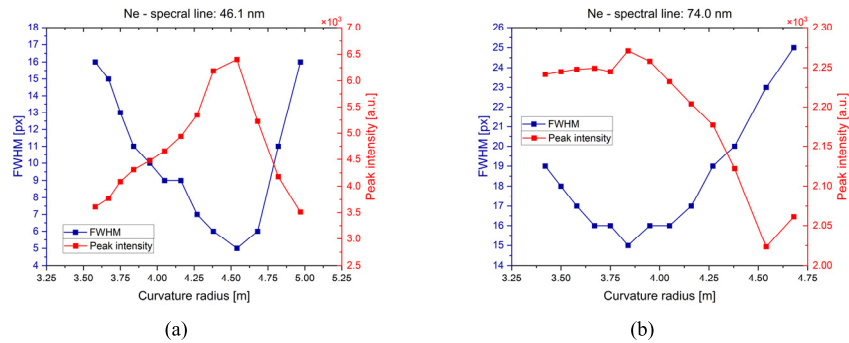 Ne - specral line: 46.1 nm
×10³
18
17
16
15
14
13
12
11
10
9
8
7
6
5
4
FWHM [px]
7.0
6.5
6.0
5.5
5.0
4.5
4.0
3.5
3.0
2.5
Peak intensity [a.u.]
FWHM
Peak intensity
3.25 3.50 3.75 4.00 4.25 4.50 4.75 5.00 5.25
Curvature radius [m]
(a)
Ne - spectral line: 74.0 nm
×10³
26
25
24
23
22
21
20
19
18
17
16
15
14
FWHM [px]
2.30
2.25
2.20
2.15
2.10
2.05
2.00
Peak intensity [a.u.]
FWHM
Peak intensity
3.25 3.50 3.75 4.00 4.25 4.50 4.75
Curvature radius [m]
(b)